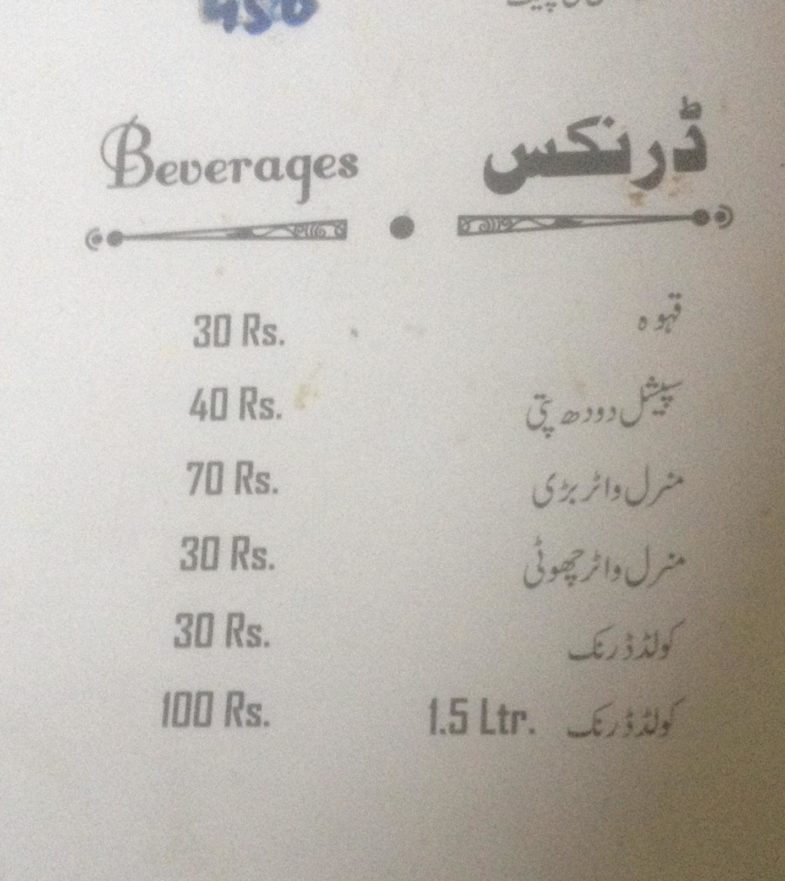 450
Beverages ڈرنکس
قہوہ 30 Rs.
سپیشل دودھ پتی 40 Rs.
منرل واٹر بڑی 70 Rs.
منرل واٹر چھوٹی 30 Rs.
کولڈ ڈرنک 30 Rs.
کولڈ ڈرنک 1.5 Ltr. 100 Rs.